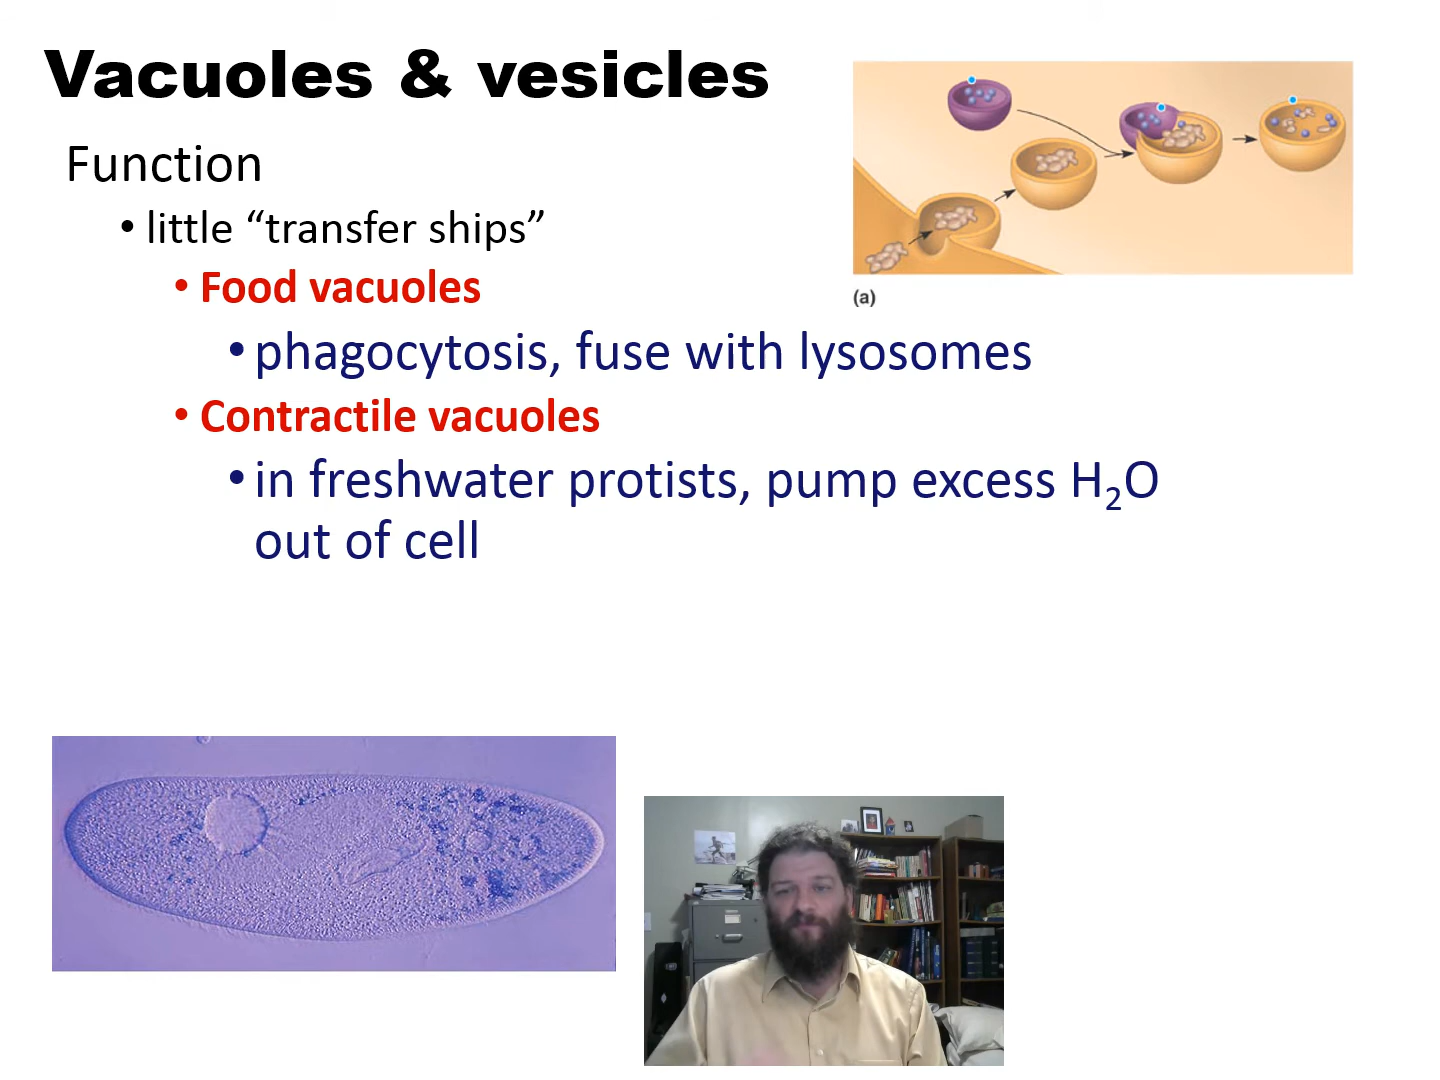 Vacuoles & vesicles
Function
• little “transfer ships”
• Food vacuoles
• phagocytosis, fuse with lysosomes
• Contractile vacuoles
• in freshwater protists, pump excess H₂O
out of cell
(a)